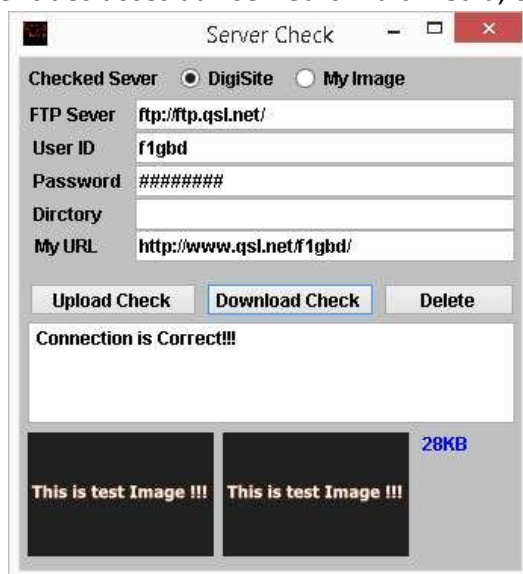 Server Check
Checked Sever DigiSite My Image
FTP Sever ftp://ftp.qsl.net/
User ID f1gbd
Password ########
Dirctory
My URL http://www.qsl.net/f1gbd/
Upload Check Download Check Delete
Connection is Correct!!!
28KB
This is test Image !!! This is test Image !!!